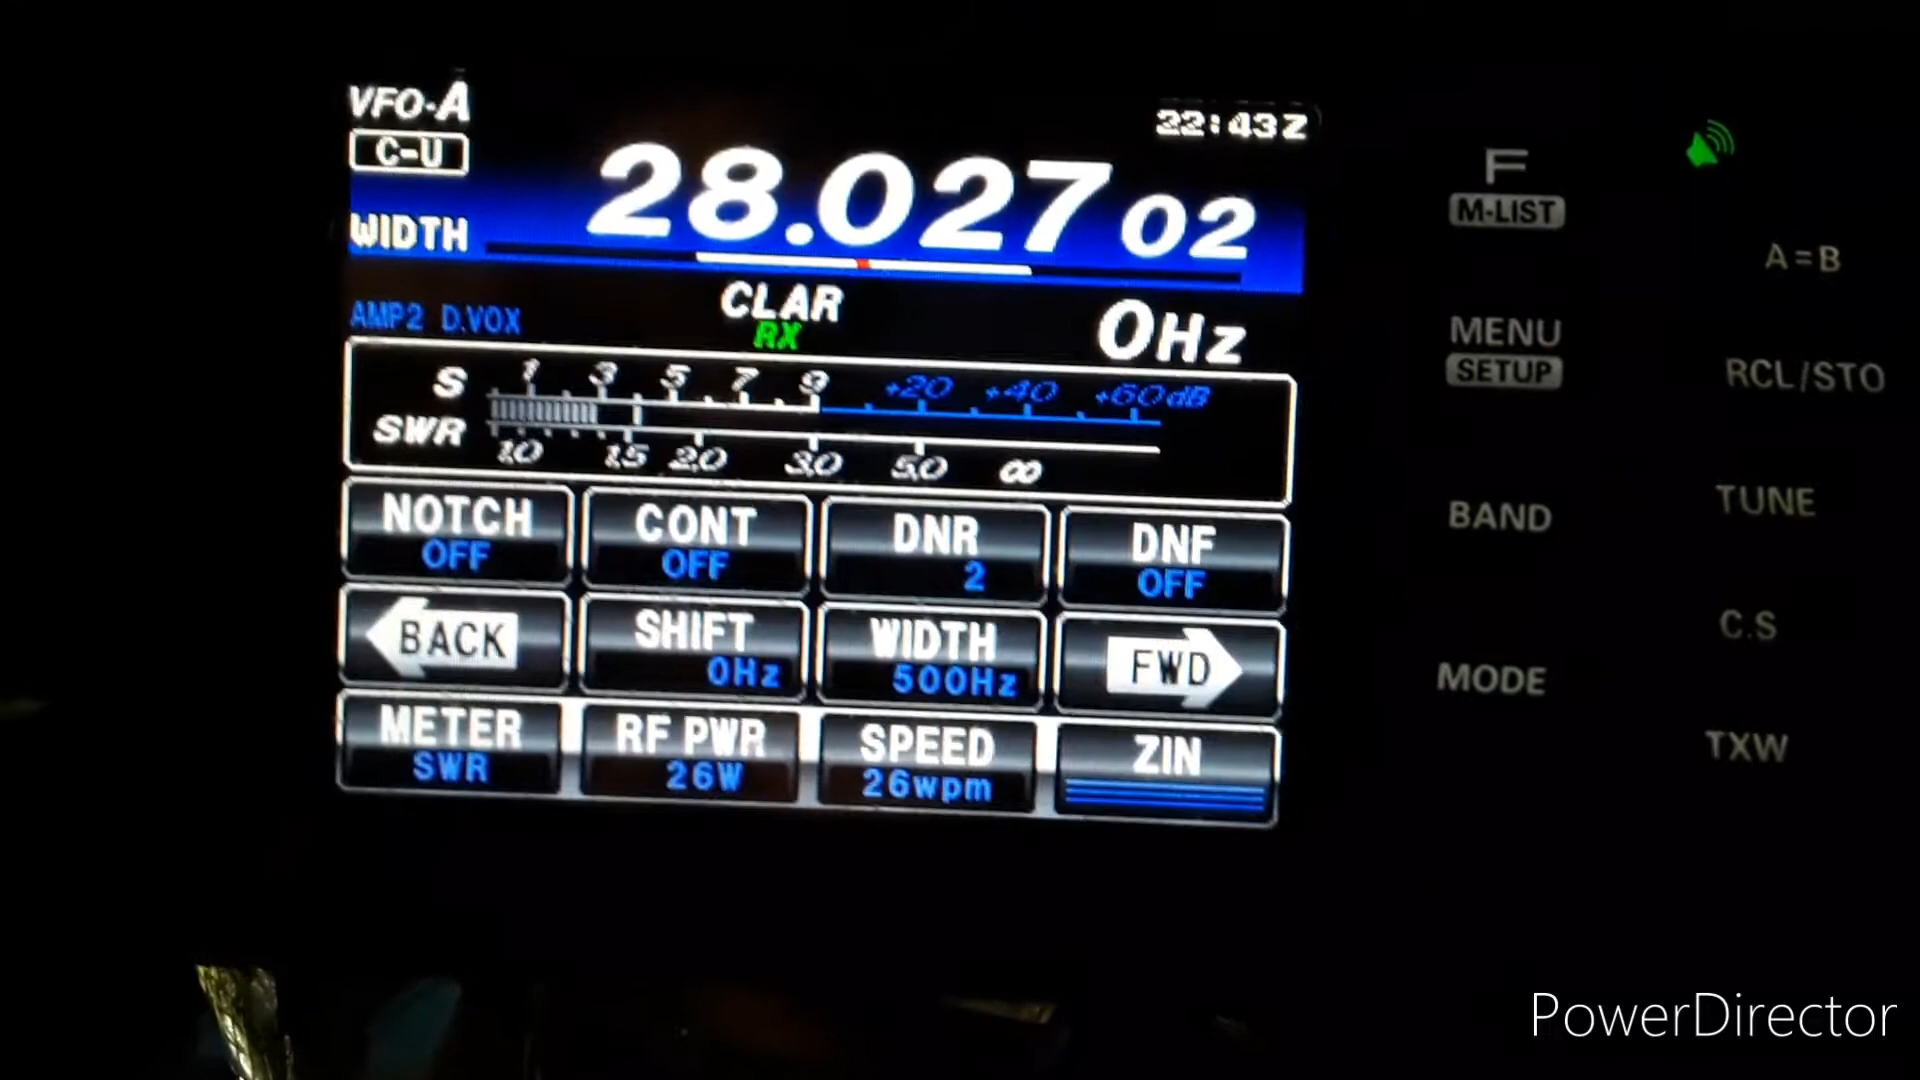 VFO-A
22:43Z
C-U
28.027 02
WIDTH
AMP2 D.VOX
CLAR
RX
0Hz
S 1 3 5 7 9 +20 +40 +60dB
SWR 1.0 1.5 2.0 3.0 5.0 ∞
NOTCH
OFF
CONT
OFF
DNR
2
DNF
OFF
BACK
SHIFT
0Hz
WIDTH
500Hz
FWD
METER
SWR
RF PWR
26W
SPEED
26wpm
ZIN
F
M-LIST
A=B
MENU
SETUP
RCL/STO
BAND
TUNE
C.S
MODE
TXW
PowerDirector